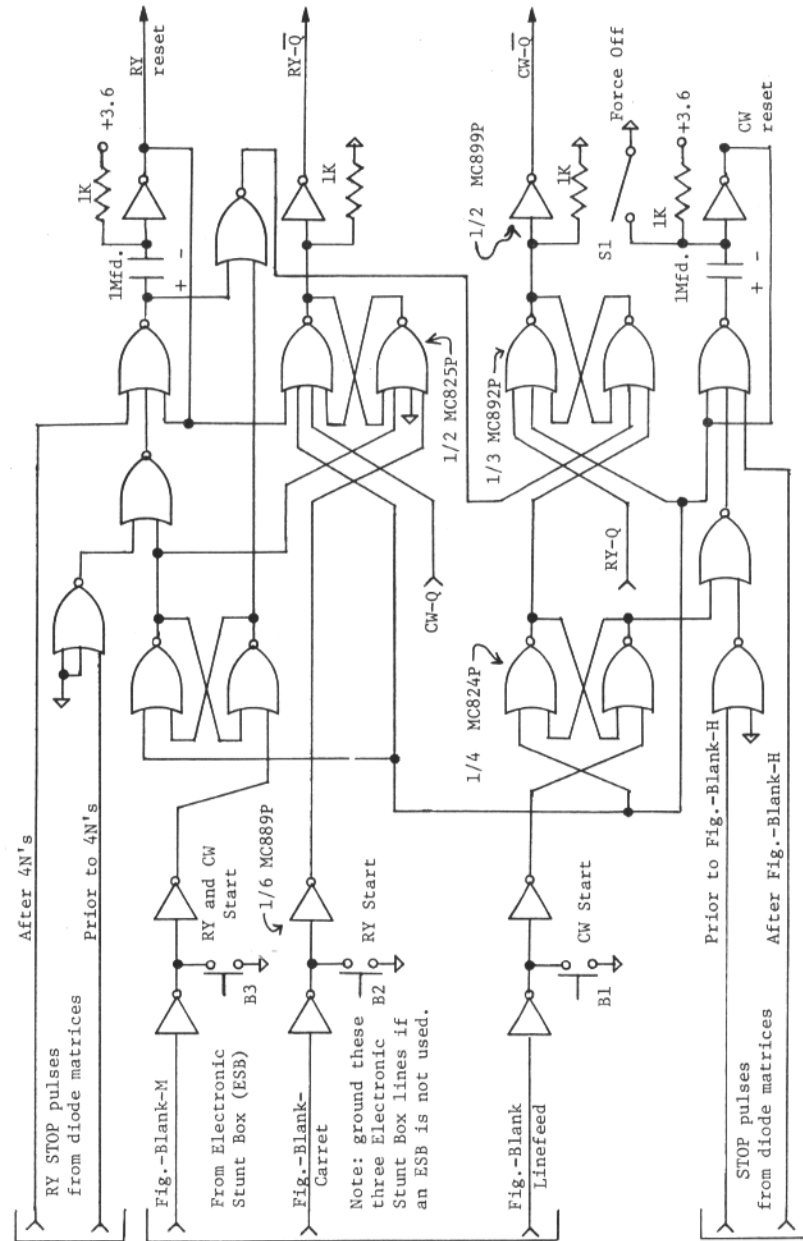 After 4N's
RY STOP pulses
from diode matrices
Prior to 4N's
Fig.-Blank-M
From Electronic
Stunt Box (ESB)
B3
RY and CW
Start
1/6 MC889P
Fig.-Blank-
Carret
B2
RY Start
Note: ground these
three Electronic
Stunt Box lines if
an ESB is not used.
Fig.-Blank
Linefeed
B1
CW Start
Prior to Fig.-Blank-H
STOP pulses
from diode matrices
After Fig.-Blank-H
1/4 MC824P
CW-Q
RY-Q
1/2 MC825P
1/3 MC892P
1/2 MC899P
1Mfd.
+ -
1K
+3.6
RY
reset
1K
RY-Q
1K
CW-Q
S1
Force Off
1K
+3.6
1Mfd.
+ -
CW
reset